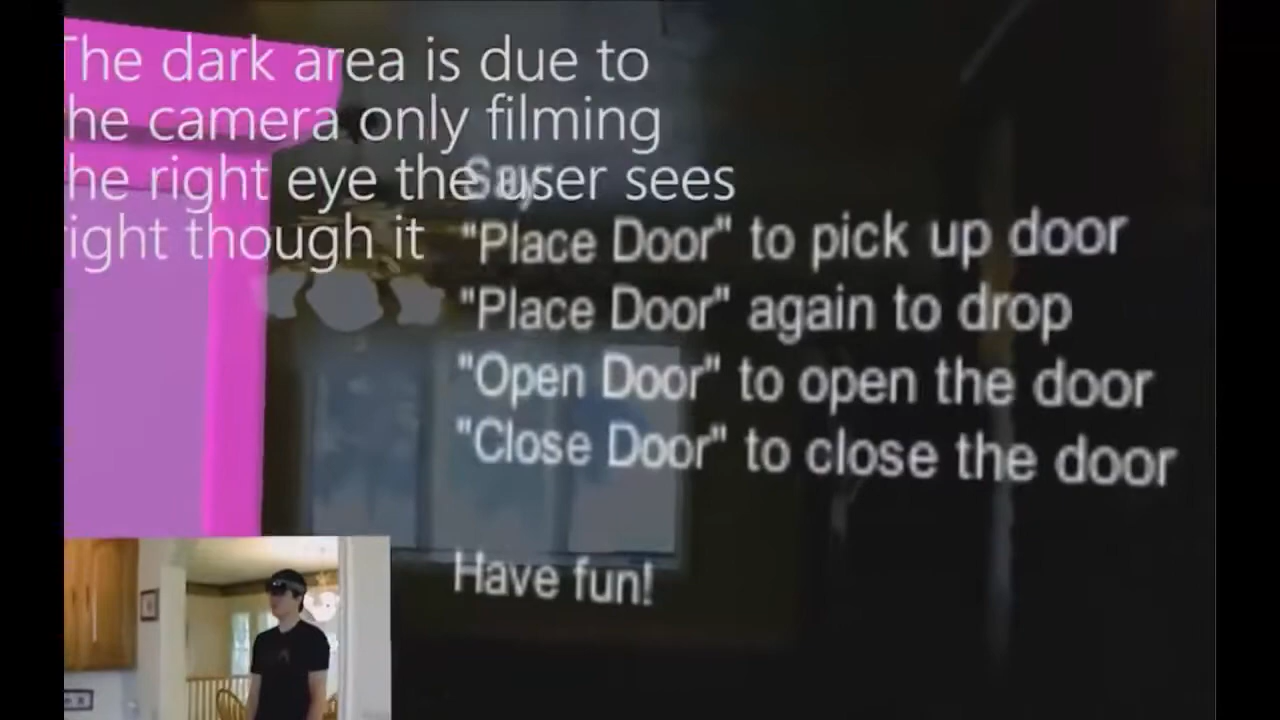 The dark area is due to
he camera only filming
he right eye the user sees
ight though it
Say
"Place Door" to pick up door
"Place Door" again to drop
"Open Door" to open the door
"Close Door" to close the door
Have fun!